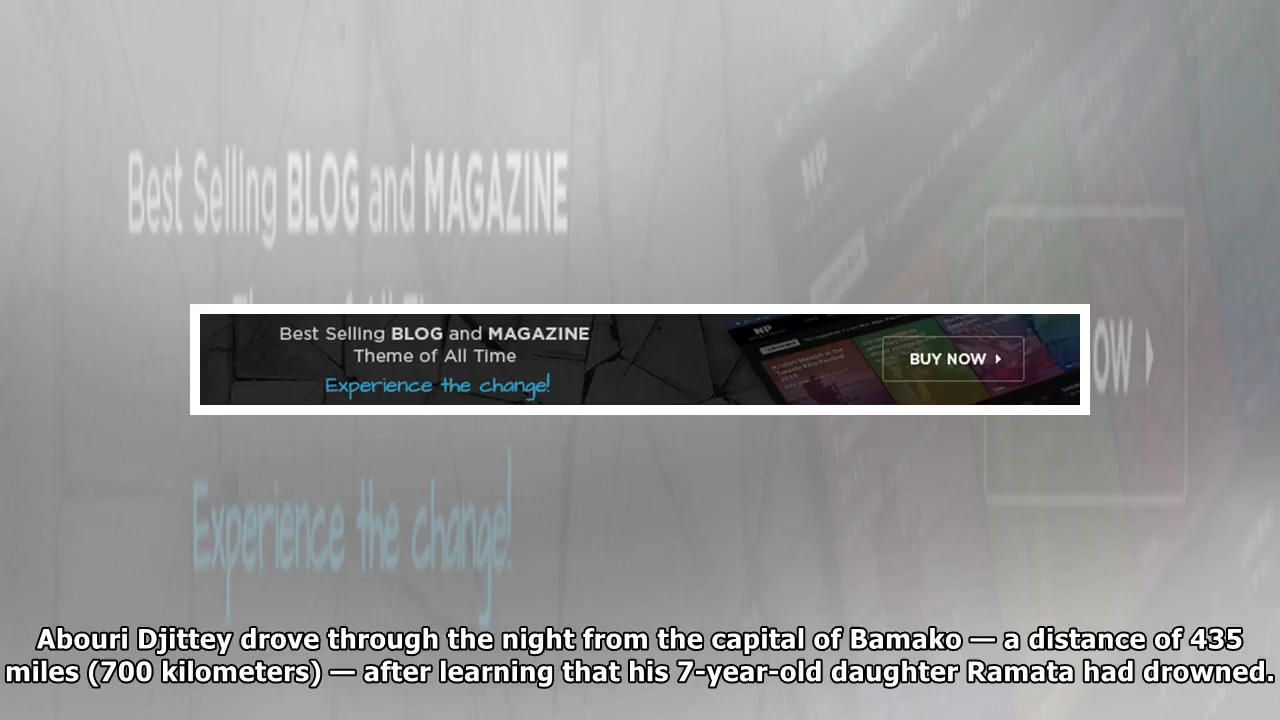 Best Selling BLOG and MAGAZINE
Best Selling BLOG and MAGAZINE
Theme of All Time
Experience the change!
NP
BUY NOW
OW
NP
Experience the change!
Abouri Djittey drove through the night from the capital of Bamako — a distance of 435
miles (700 kilometers) — after learning that his 7-year-old daughter Ramata had drowned.